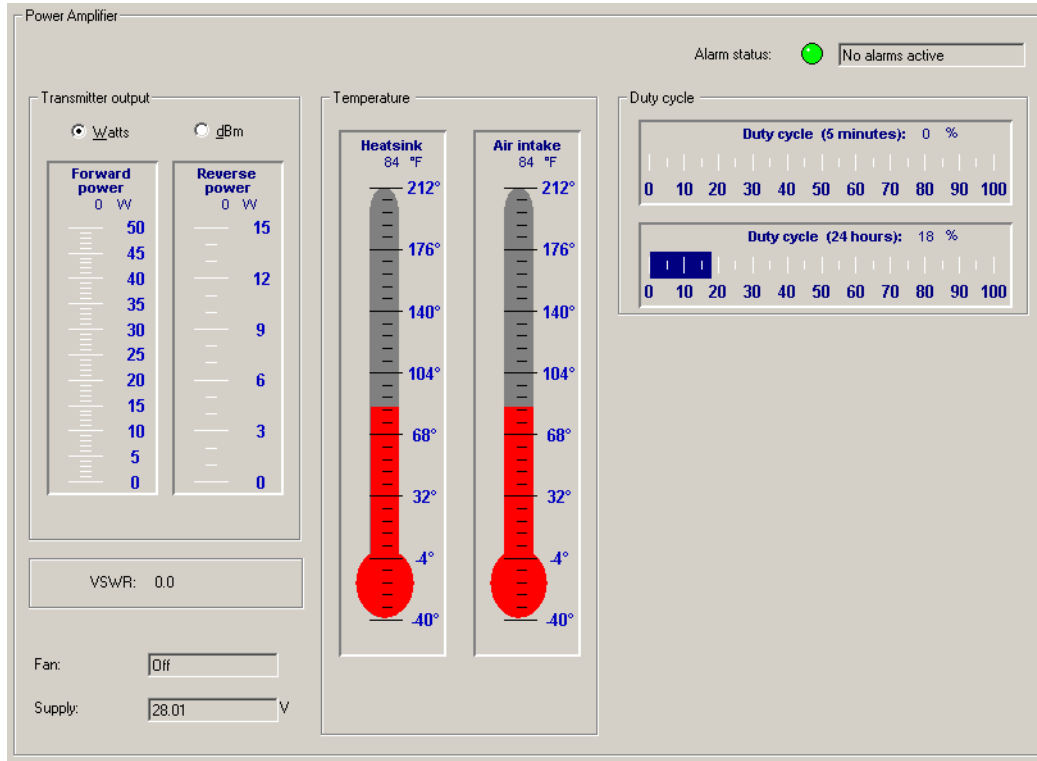 Power Amplifier
Alarm status: No alarms active
Transmitter output
Watts dBm
Forward power
0 W
50
45
40
35
30
25
20
15
10
5
0
Reverse power
0 W
15
12
9
6
3
0
VSWR: 0.0
Fan: Off
Supply: 28.01 V
Temperature
Heatsink
84 °F
212°
176°
140°
104°
68°
32°
-4°
-40°
Air intake
84 °F
212°
176°
140°
104°
68°
32°
-4°
-40°
Duty cycle
Duty cycle (5 minutes): 0 %
0 10 20 30 40 50 60 70 80 90 100
Duty cycle (24 hours): 18 %
0 10 20 30 40 50 60 70 80 90 100